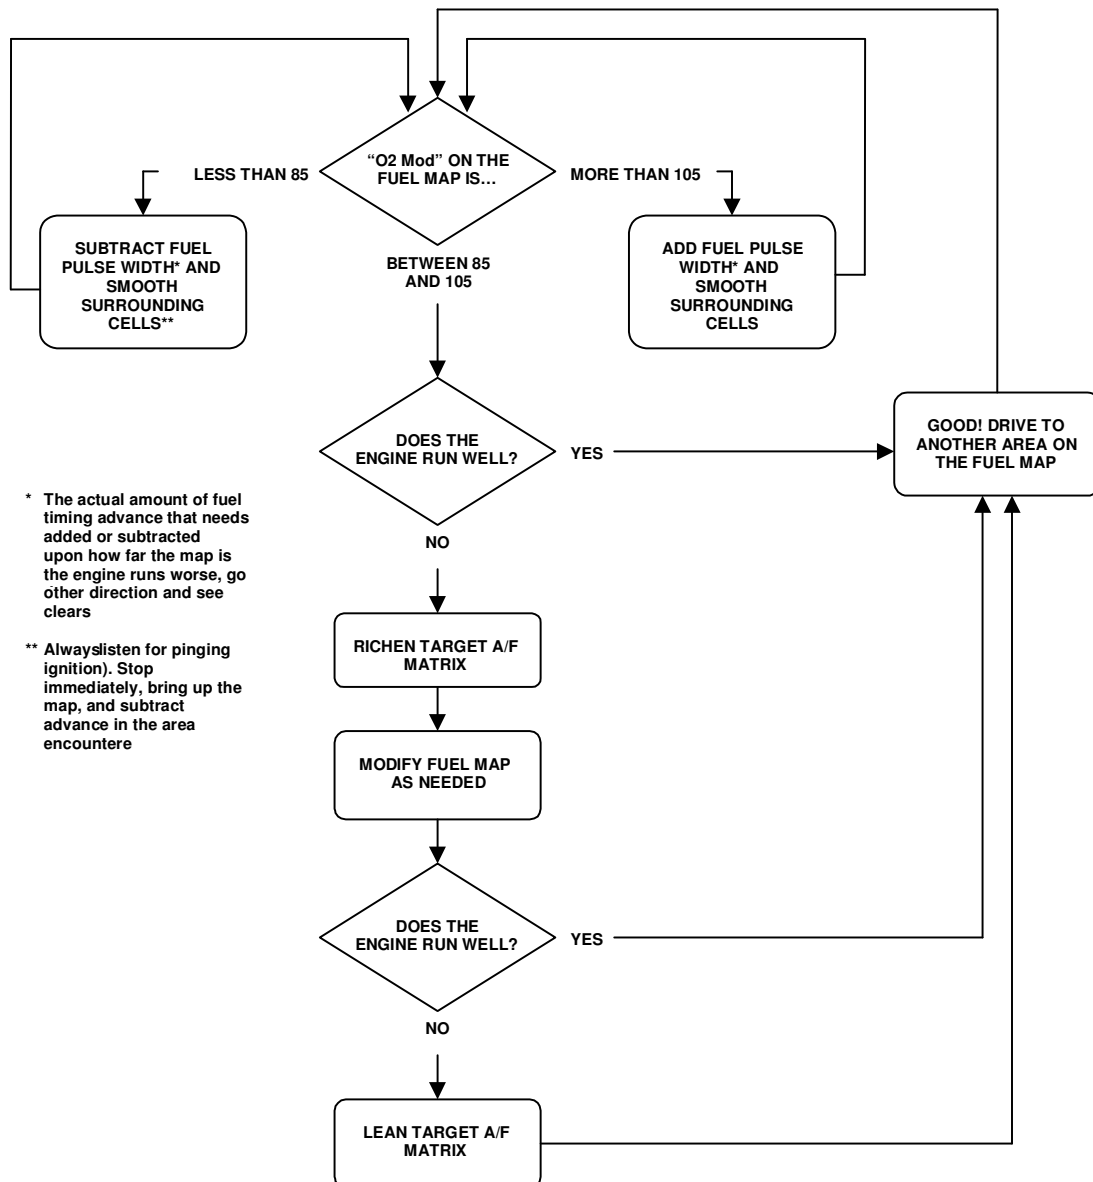 “O2 Mod” ON THE
FUEL MAP IS…
LESS THAN 85
MORE THAN 105
SUBTRACT FUEL
PULSE WIDTH* AND
SMOOTH
SURROUNDING
CELLS**
BETWEEN 85
AND 105
ADD FUEL PULSE
WIDTH* AND
SMOOTH
SURROUNDING
CELLS
DOES THE
ENGINE RUN WELL?
YES
GOOD! DRIVE TO
ANOTHER AREA ON
THE FUEL MAP
NO
* The actual amount of fuel
timing advance that needs
added or subtracted
upon how far the map is
the engine runs worse, go
other direction and see
clears
** Alwayslisten for pinging
ignition). Stop
immediately, bring up the
map, and subtract
advance in the area
encountere
RICHEN TARGET A/F
MATRIX
MODIFY FUEL MAP
AS NEEDED
DOES THE
ENGINE RUN WELL?
YES
NO
LEAN TARGET A/F
MATRIX